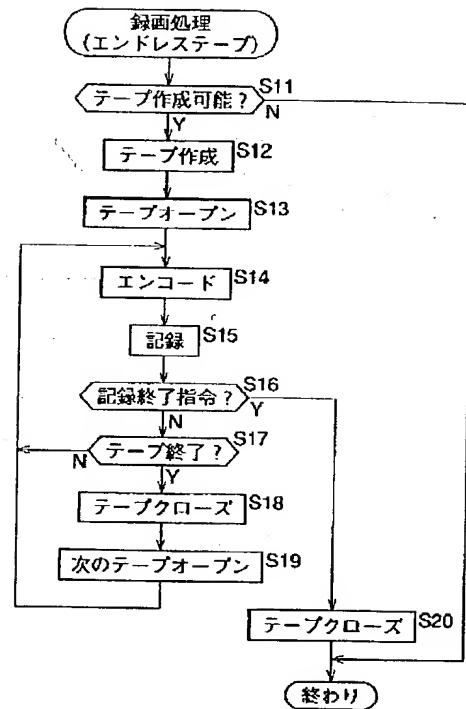 録画処理
(エンドレステープ)
テープ作成可能？ S11
N
Y
テープ作成 S12
テープオープン S13
エンコード S14
記録 S15
記録終了指令？ S16
Y
N
テープ終了？ S17
N
Y
テープクローズ S18
次のテープオープン S19
テープクローズ S20
終わり